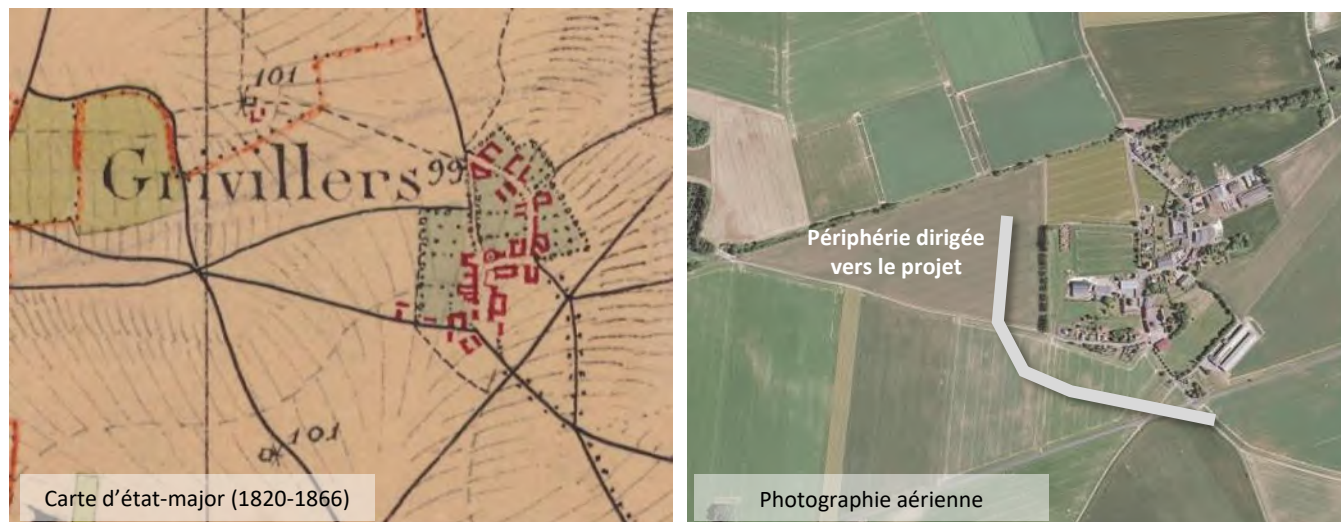 101
Grivillers
99
101
Carte d'état-major (1820-1866)
Périphérie dirigée
vers le projet
Photographie aérienne